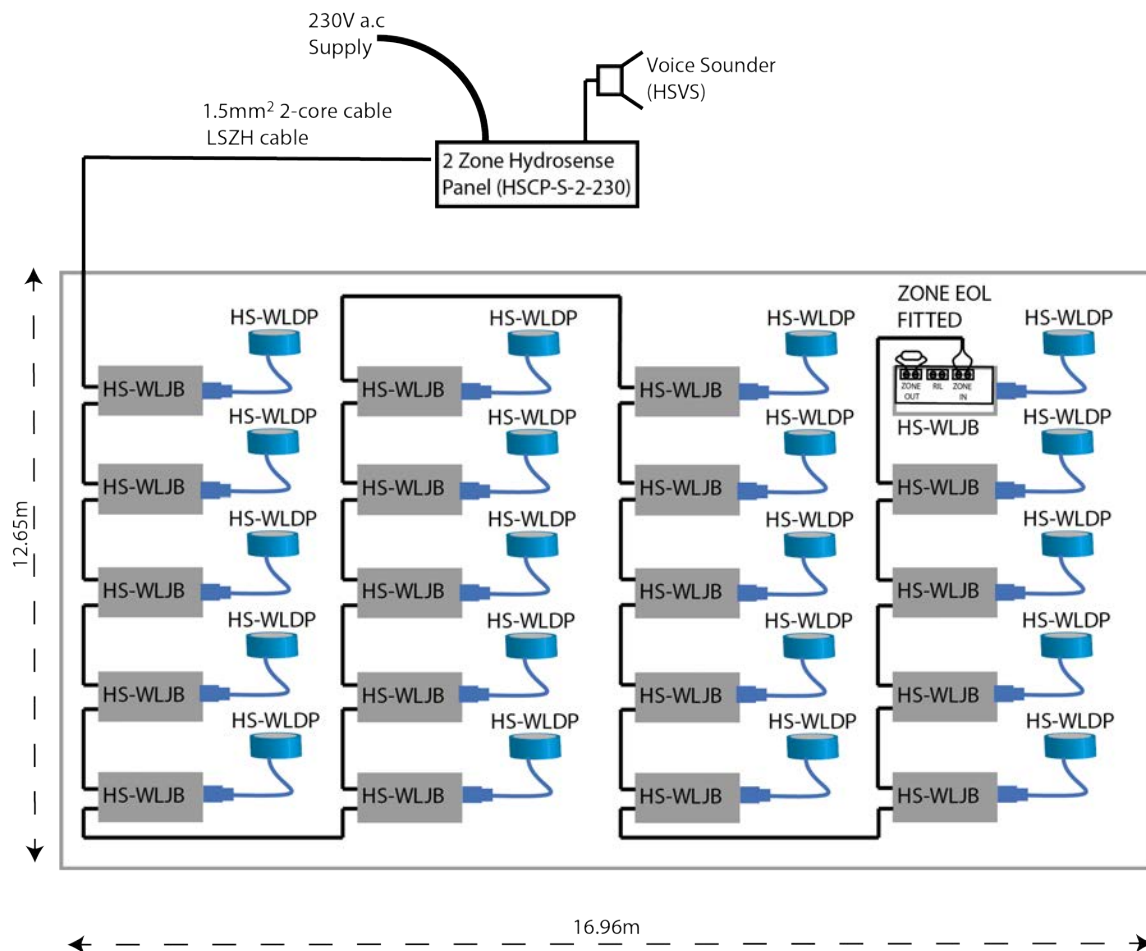 230V a.c
Supply
Voice Sounder
(HSVS)
1.5mm² 2-core cable
LSZH cable
2 Zone Hydrosense
Panel (HSCP-S-2-230)
ZONE EOL
FITTED
HS-WLDP HS-WLDP HS-WLDP HS-WLDP
ZONE OUT RIL ZONE IN
HS-WLJB HS-WLJB HS-WLJB HS-WLJB
HS-WLDP HS-WLDP HS-WLDP HS-WLDP
HS-WLJB HS-WLJB HS-WLJB HS-WLJB
HS-WLDP HS-WLDP HS-WLDP HS-WLDP
12.65m
HS-WLJB HS-WLJB HS-WLJB HS-WLJB
HS-WLDP HS-WLDP HS-WLDP HS-WLDP
HS-WLJB HS-WLJB HS-WLJB HS-WLJB
HS-WLDP HS-WLDP HS-WLDP HS-WLDP
HS-WLJB HS-WLJB HS-WLJB HS-WLJB
16.96m